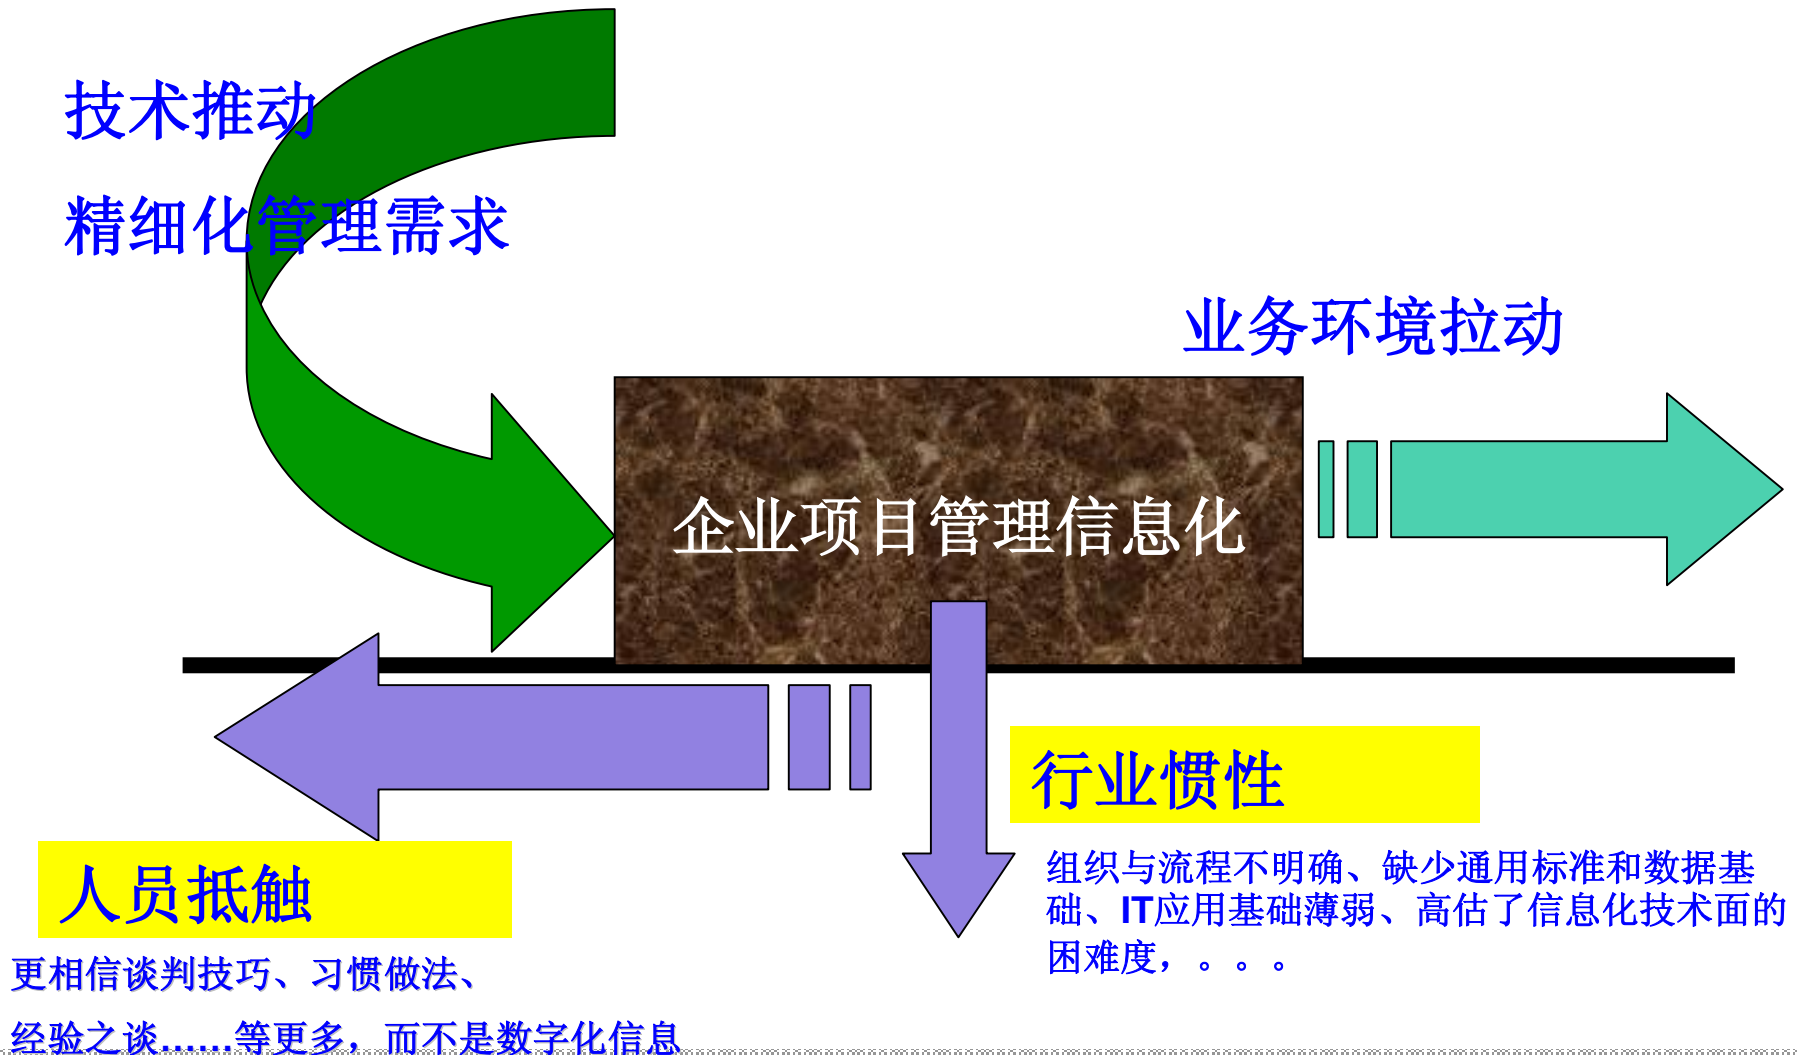 技术推动
精细化管理需求
业务环境拉动
企业项目管理信息化
行业惯性
组织与流程不明确、缺少通用标准和数据基
础、IT应用基础薄弱、高估了信息化技术面的
困难度，。。。。
人员抵触
更相信谈判技巧、习惯做法、
经验之谈……等更多，而不是数字化信息